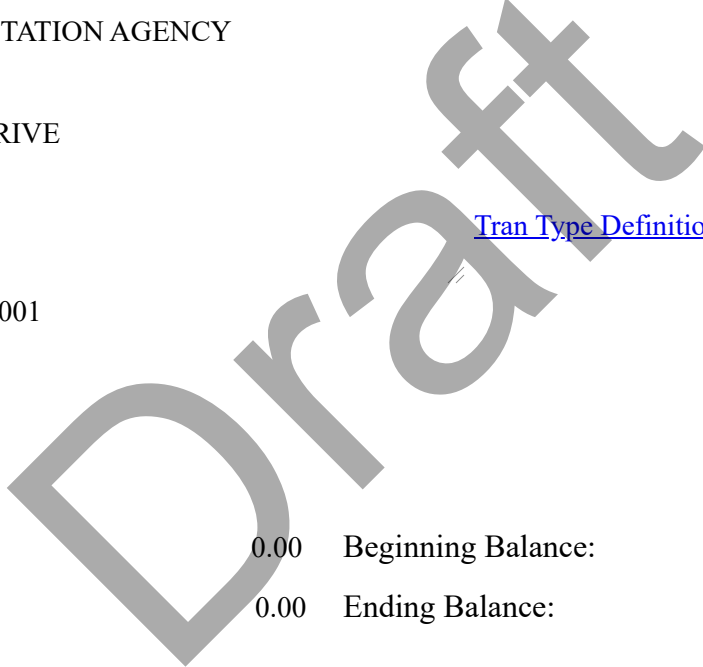 TATION AGENCY
RIVE
Tran Type Definitio
001
0.00 Beginning Balance:
0.00 Ending Balance:
Draft